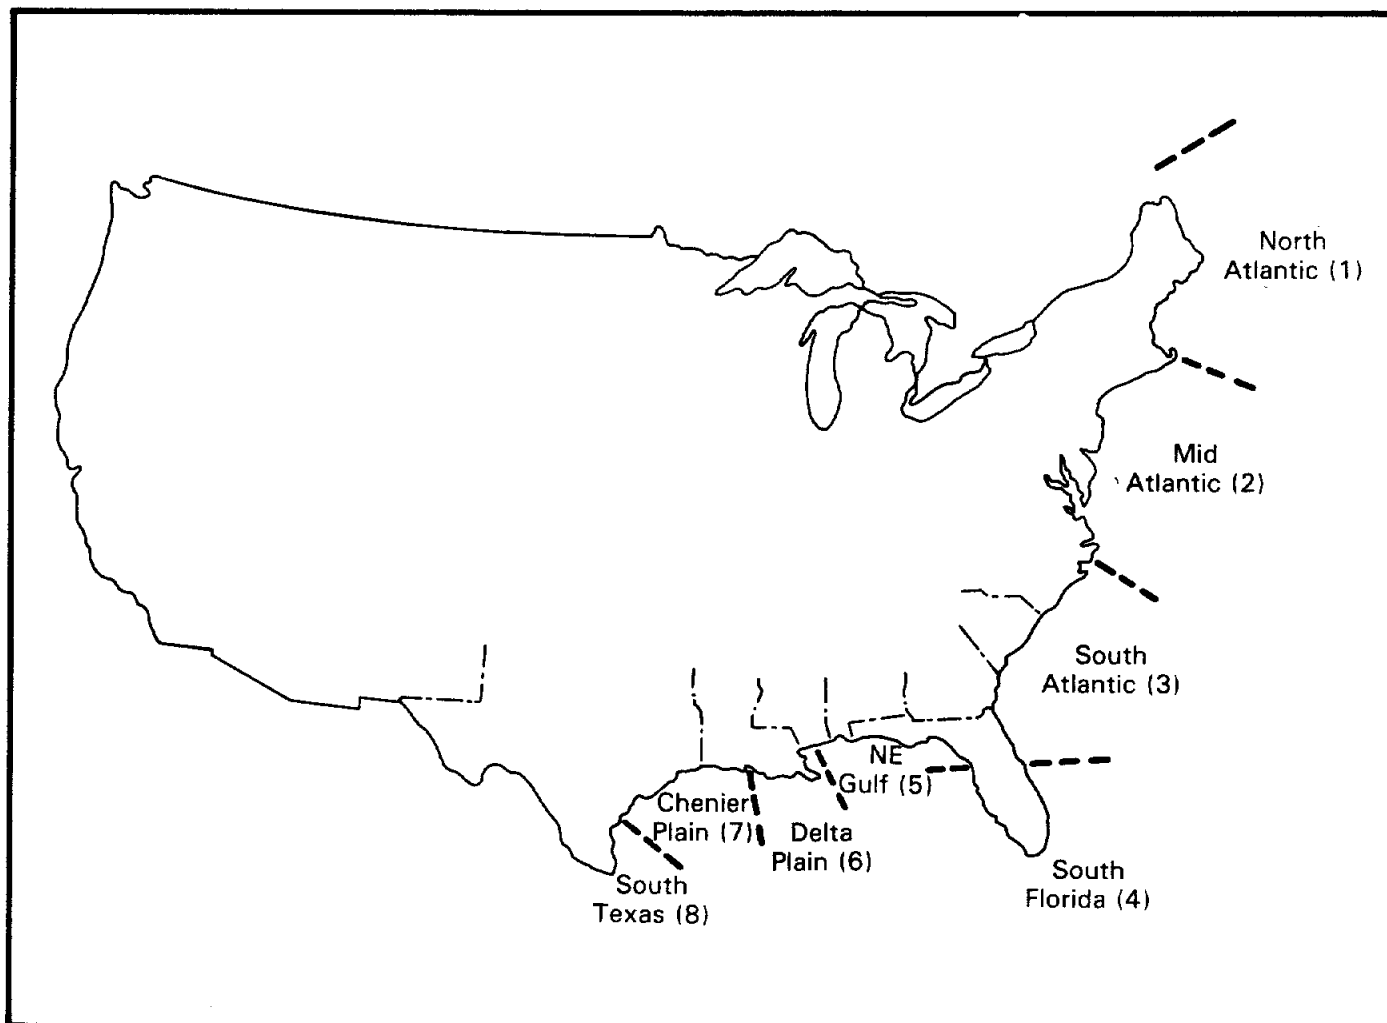 North
Atlantic (1)
Mid
Atlantic (2)
South
Atlantic (3)
NE
Gulf (5)
Chenier
Plain (7)
Delta
Plain (6)
South
Florida (4)
South
Texas (8)